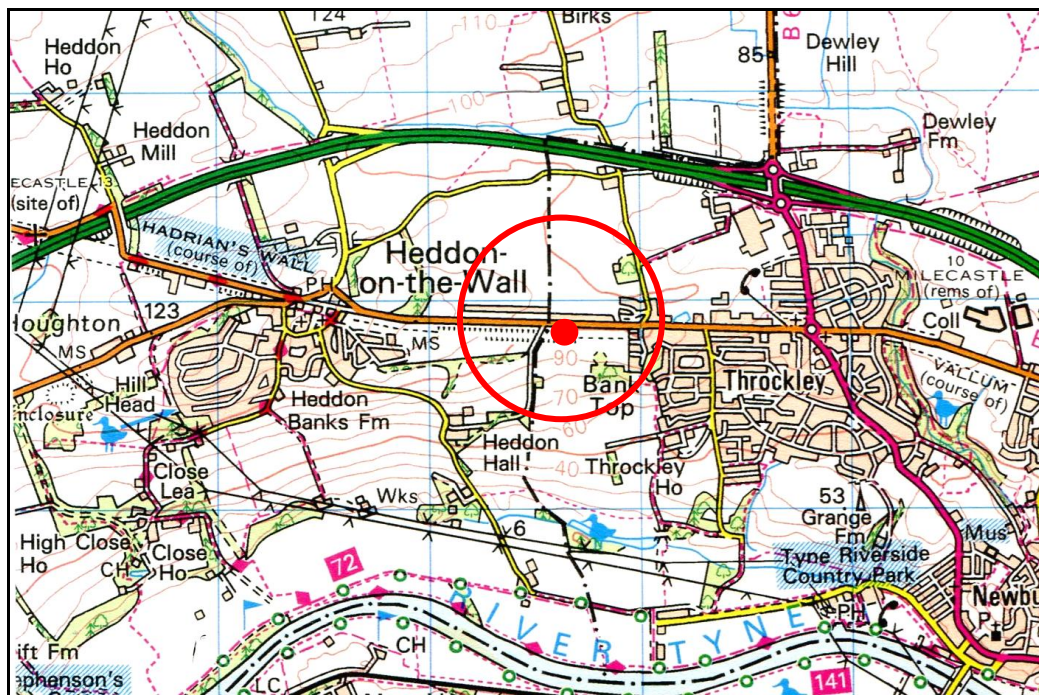 124
110
Birks
B6
Heddon
Ho
85
Dewley
Hill
100
Heddon
Mill
Dewley
Fm
ECASTLE 13
(site of)
HADRIAN'S WALL
(course of)
Heddon-
on-the-Wall
10
MILECASTLE
(rems of)
PH
123
Coll
Houghton
MS
MS
90
Throckley
VALLUM
(course of)
Hill
Head
nclosure
Heddon
Banks Fm
70
Bank
Top
60
Heddon
Hall
40
Throckley
Ho
Close
Lea
Wks
53
6
Grange
Fm
Mus
High Close
Ho
Close
Ho
CH
Tyne Riverside
Country Park
72
Newbu
RIVER TYNE
PH
P
CH
ift Fm
phenson's
LC
141